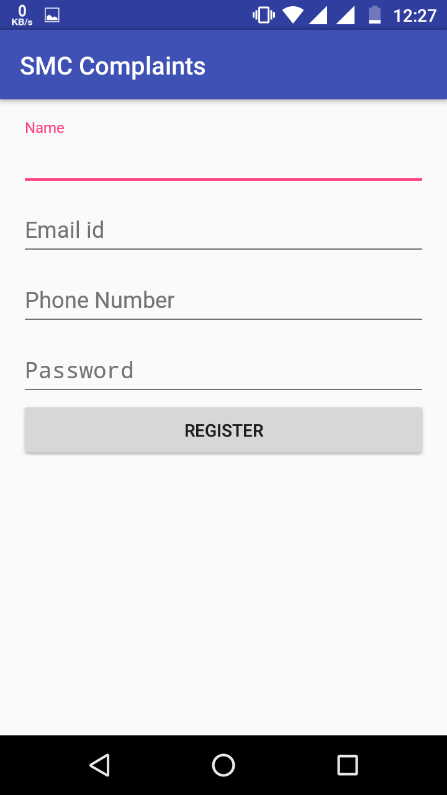 0
KB/s
12:27
SMC Complaints
Name
Email id
Phone Number
Password
REGISTER